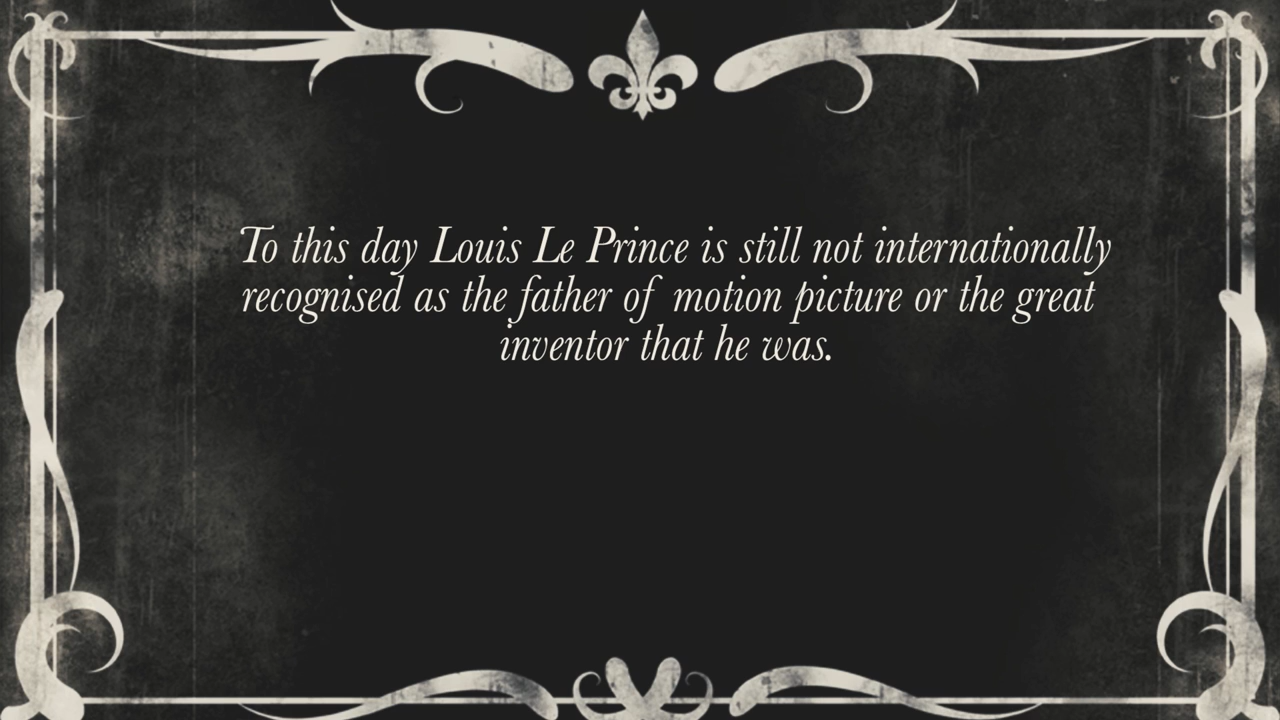 To this day Louis Le Prince is still not internationally
recognised as the father of motion picture or the great
inventor that he was.